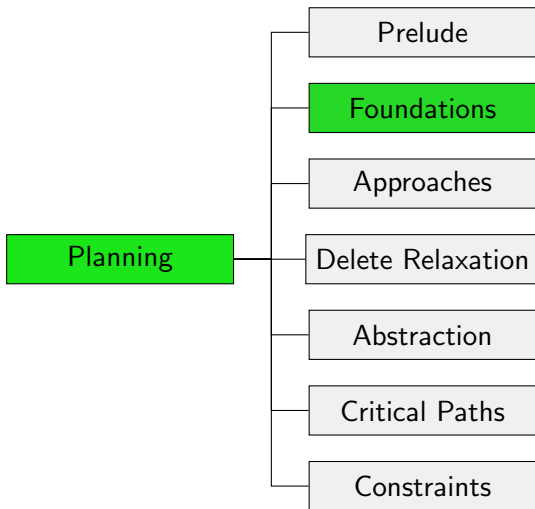 Planning
Prelude
Foundations
Approaches
Delete Relaxation
Abstraction
Critical Paths
Constraints